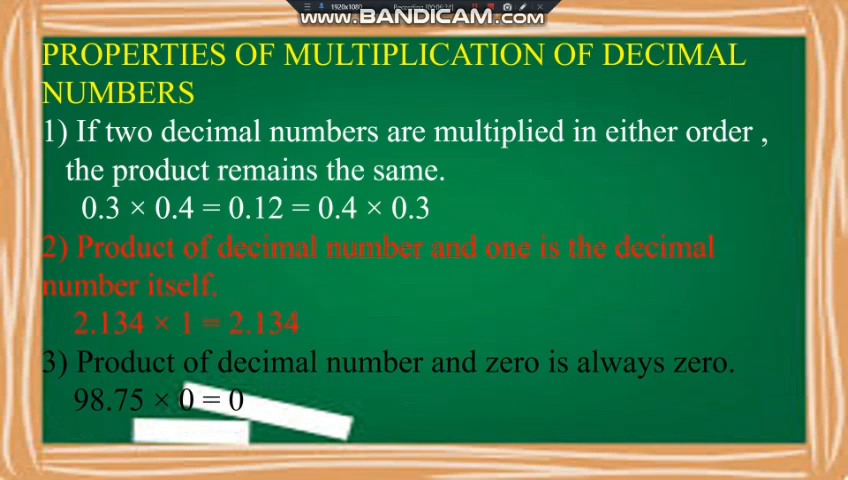 1920x1080
www.BANDICAM.com
PROPERTIES OF MULTIPLICATION OF DECIMAL
NUMBERS
1) If two decimal numbers are multiplied in either order ,
the product remains the same.
0.3 × 0.4 = 0.12 = 0.4 × 0.3
2) Product of decimal number and one is the decimal
number itself.
2.134 × 1 = 2.134
3) Product of decimal number and zero is always zero.
98.75 × 0 = 0